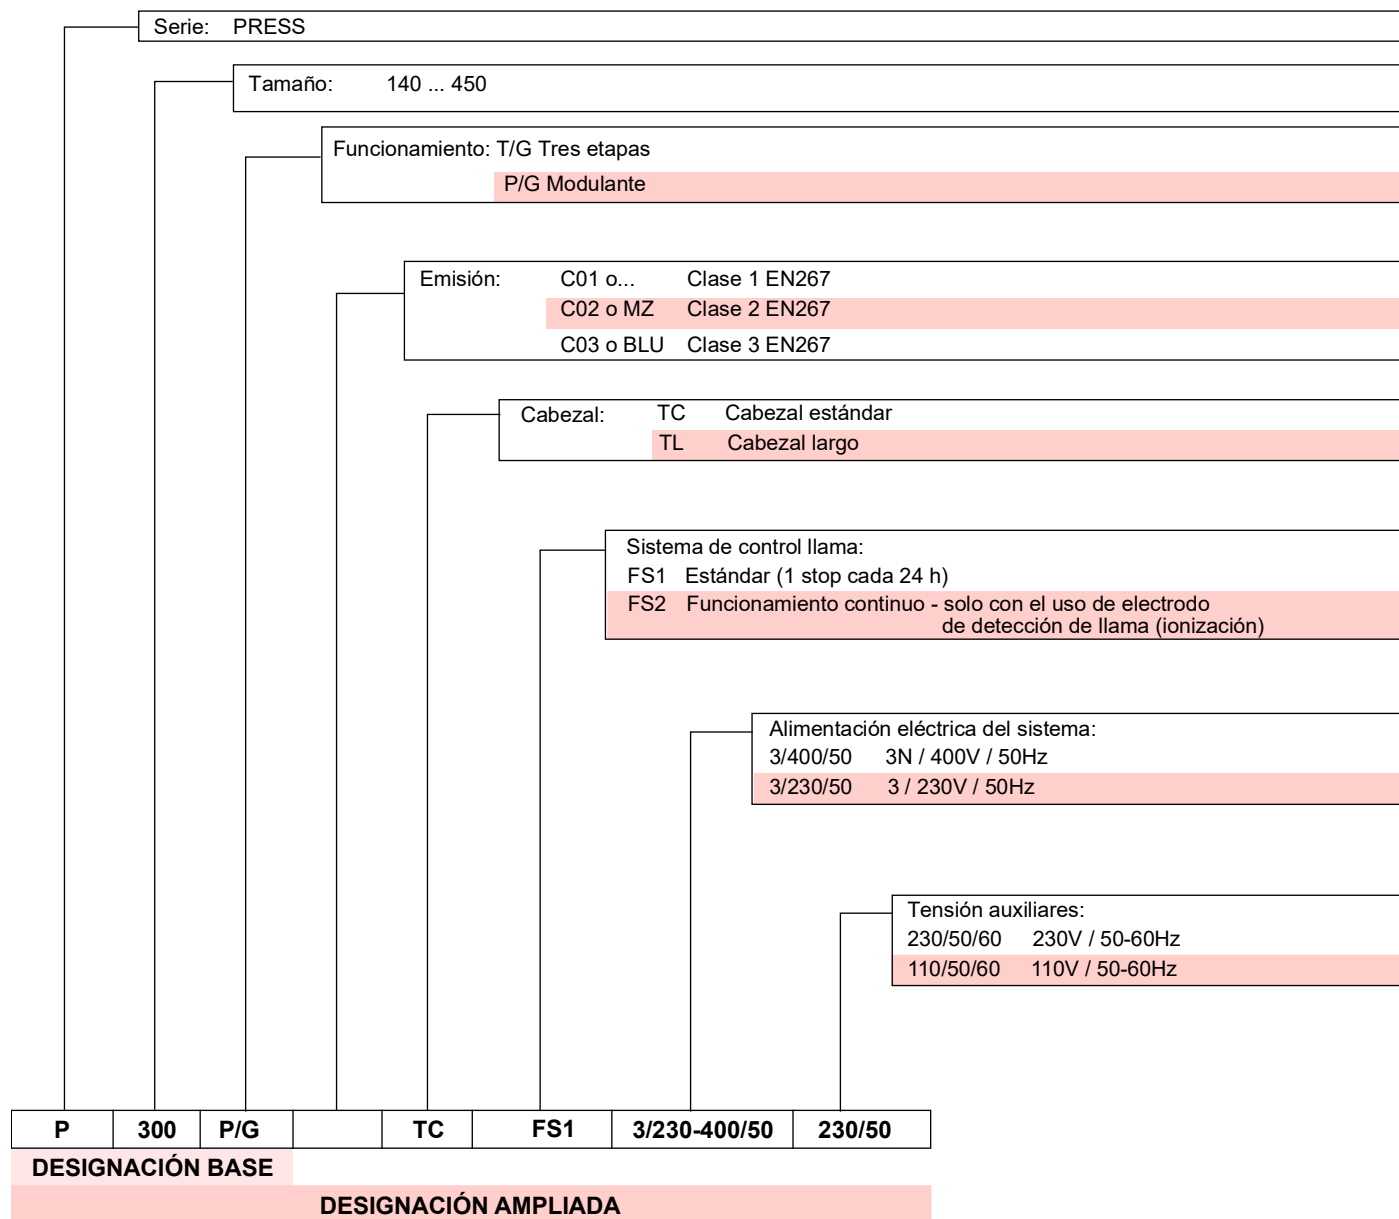 Serie: PRESS
Tamaño: 140 ... 450
Funcionamiento: T/G Tres etapas
P/G Modulante
Emisión: C01 o... Clase 1 EN267
C02 o MZ Clase 2 EN267
C03 o BLU Clase 3 EN267
Cabezal: TC Cabezal estándar
TL Cabezal largo
Sistema de control llama:
FS1 Estándar (1 stop cada 24 h)
FS2 Funcionamiento continuo - solo con el uso de electrodo
de detección de llama (ionización)
Alimentación eléctrica del sistema:
3/400/50 3N / 400V / 50Hz
3/230/50 3 / 230V / 50Hz
Tensión auxiliares:
230/50/60 230V / 50-60Hz
110/50/60 110V / 50-60Hz
P 300 P/G TC FS1 3/230-400/50 230/50
DESIGNACIÓN BASE
DESIGNACIÓN AMPLIADA